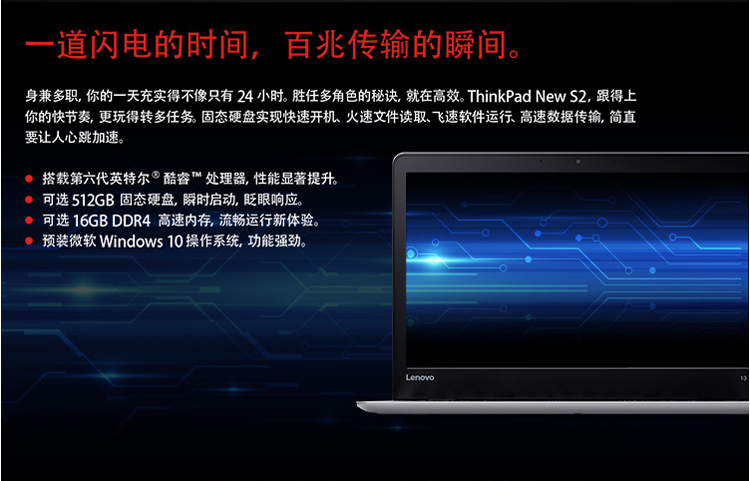 一道闪电的时间，百兆传输的瞬间。
身兼多职, 你的一天充实得不像只有 24 小时。胜任多角色的秘诀, 就在高效。ThinkPad New S2, 跟得上
你的快节奏, 更玩得转多任务。固态硬盘实现快速开机、火速文件读取、飞速软件运行、高速数据传输, 简直
要让人心跳加速。
● 搭载第六代英特尔® 酷睿™ 处理器, 性能显著提升。
● 可选 512GB 固态硬盘, 瞬时启动, 眨眼响应。
● 可选 16GB DDR4 高速内存, 流畅运行新体验。
● 预装微软 Windows 10 操作系统, 功能强劲。
Lenovo
13